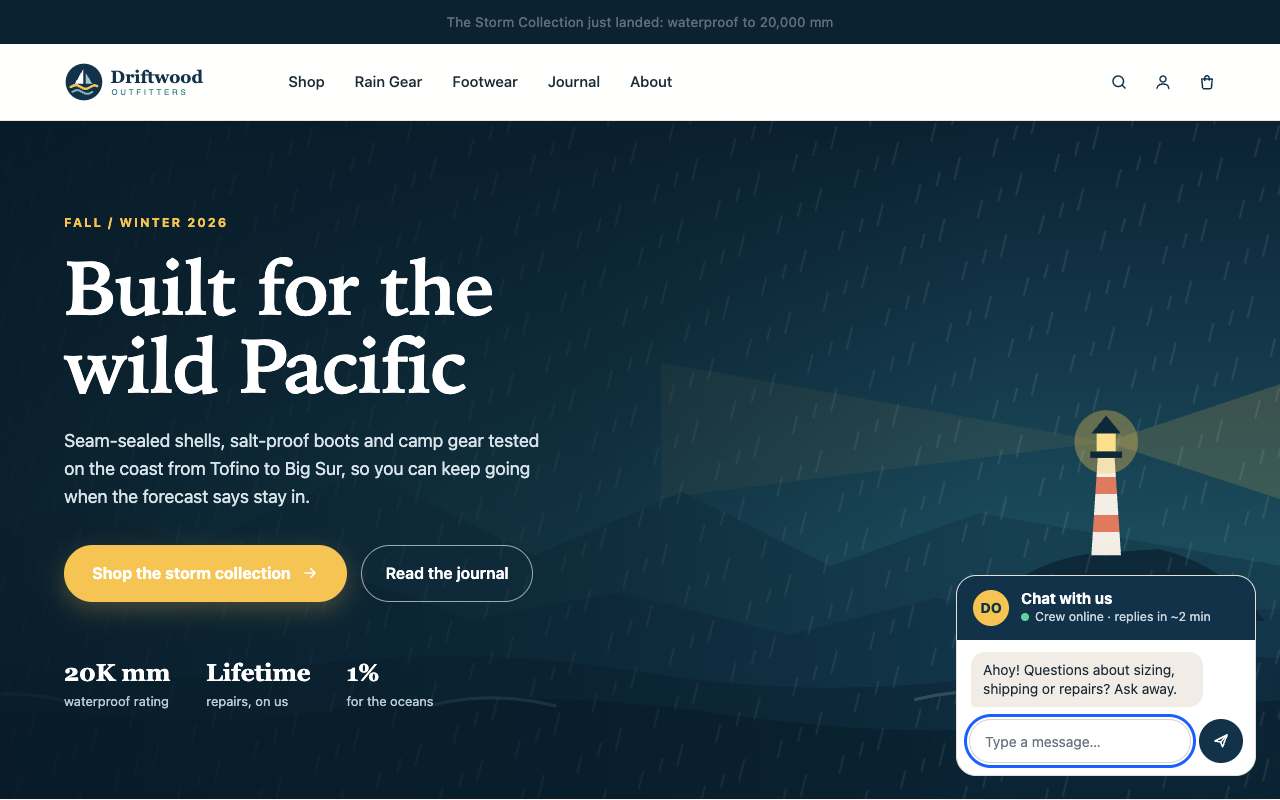 The Storm Collection just landed: waterproof to 20,000 mm
Driftwood
OUTFITTERS
Shop
Rain Gear
Footwear
Journal
About
FALL / WINTER 2026
Built for the
wild Pacific
Seam-sealed shells, salt-proof boots and camp gear tested
on the coast from Tofino to Big Sur, so you can keep going
when the forecast says stay in.
Shop the storm collection →
Read the journal
20K mm
waterproof rating
Lifetime
repairs, on us
1%
for the oceans
DO
Chat with us
Crew online · replies in ~2 min
Ahoy! Questions about sizing,
shipping or repairs? Ask away.
Type a message...